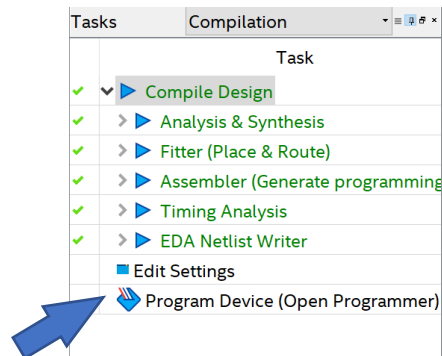 Tasks Compilation
Task
Compile Design
Analysis & Synthesis
Fitter (Place & Route)
Assembler (Generate programming
Timing Analysis
EDA Netlist Writer
Edit Settings
Program Device (Open Programmer)